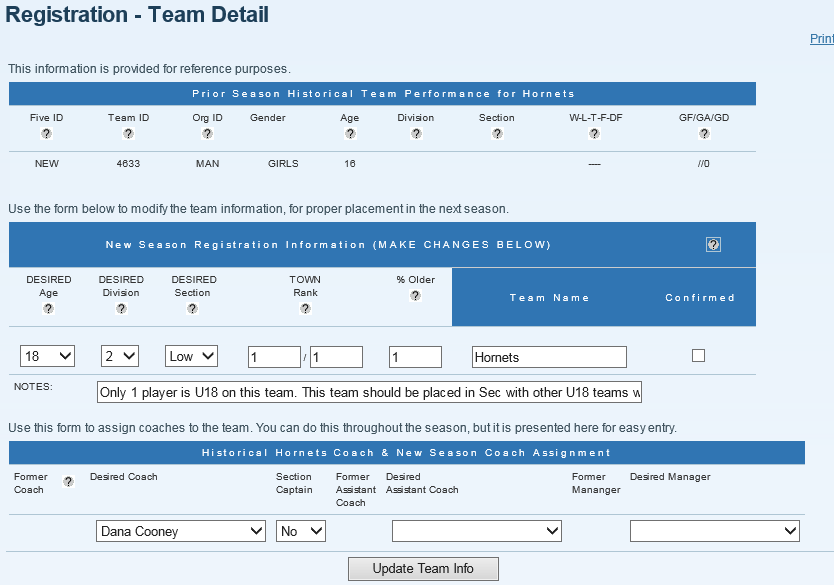 Registration - Team Detail
Print
This information is provided for reference purposes.
Prior Season Historical Team Performance for Hornets
Five ID Team ID Org ID Gender Age Division Section W-L-T-F-DF GF/GA/GD
? ? ? ? ? ? ? ?
NEW 4633 MAN GIRLS 16 ---- //0
Use the form below to modify the team information, for proper placement in the next season.
New Season Registration Information (MAKE CHANGES BELOW) ?
DESIRED Age ? DESIRED Division ? DESIRED Section ? TOWN Rank ? % Older ? Team Name Confirmed
18 2 Low 1 / 1 1 Hornets
NOTES: Only 1 player is U18 on this team. This team should be placed in Sec with other U18 teams w
Use this form to assign coaches to the team. You can do this throughout the season, but it is presented here for easy entry.
Historical Hornets Coach & New Season Coach Assignment
Former Coach ? Desired Coach Section Captain Former Assistant Coach Desired Assistant Coach Former Mananger Desired Manager
Dana Cooney No
Update Team Info